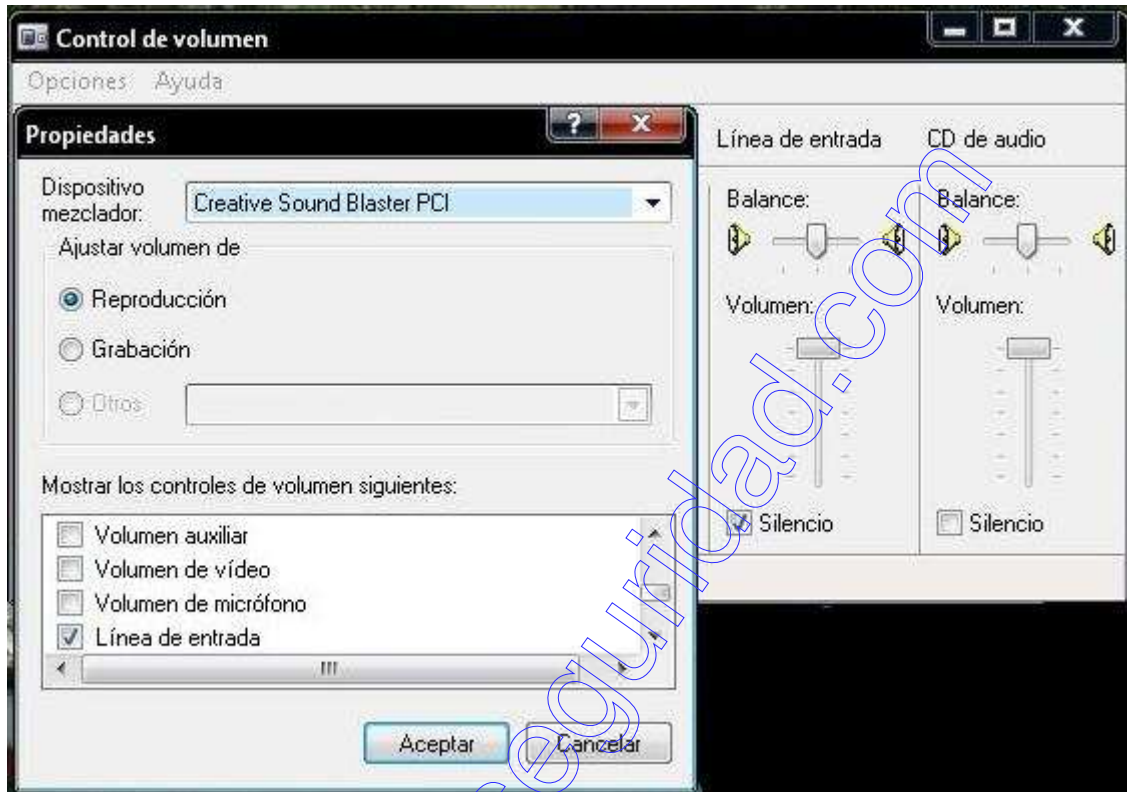 Control de volumen
Opciones Ayuda
Propiedades
Dispositivo
mezclador:
Creative Sound Blaster PCI
Ajustar volumen de
Reproducción
Grabación
Otros
Mostrar los controles de volumen siguientes:
Volumen auxiliar
Volumen de vídeo
Volumen de micrófono
Línea de entrada
Aceptar
Cancelar
Línea de entrada
Balance:
Volumen:
Silencio
CD de audio
Balance:
Volumen:
Silencio
seguridad.com